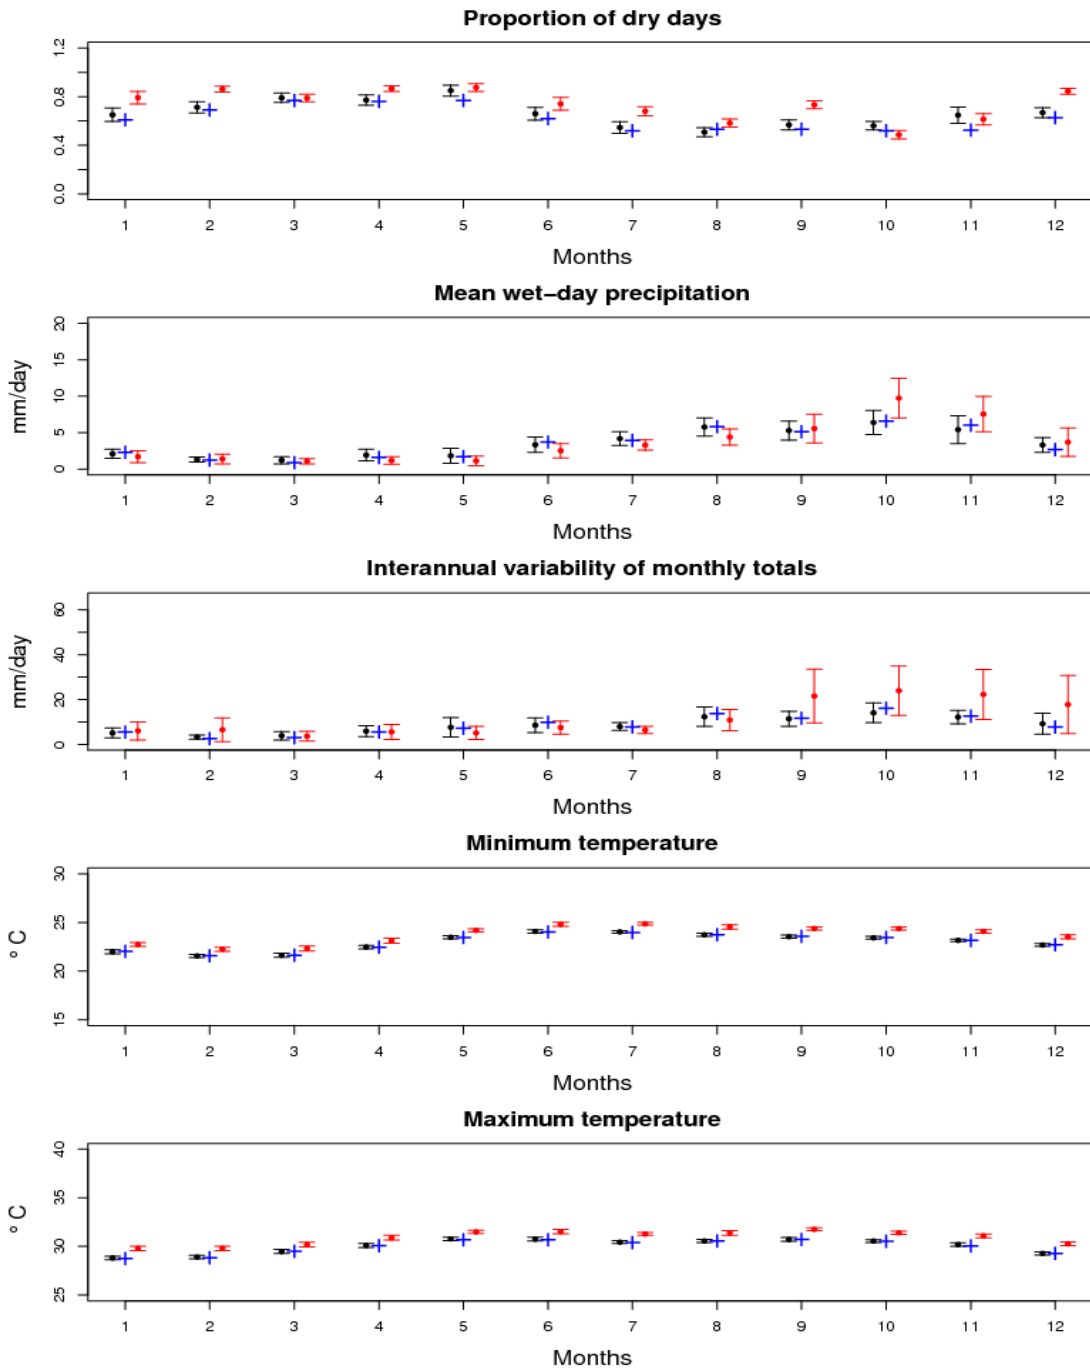 Proportion of dry days
1.2
0.8
0.4
0.0
1 2 3 4 5 6 7 8 9 10 11 12
Months
Mean wet−day precipitation
mm/day
20
15
10
5
0
1 2 3 4 5 6 7 8 9 10 11 12
Months
Interannual variability of monthly totals
mm/day
60
40
20
0
1 2 3 4 5 6 7 8 9 10 11 12
Months
Minimum temperature
° C
30
25
20
15
1 2 3 4 5 6 7 8 9 10 11 12
Months
Maximum temperature
° C
40
35
30
25
1 2 3 4 5 6 7 8 9 10 11 12
Months